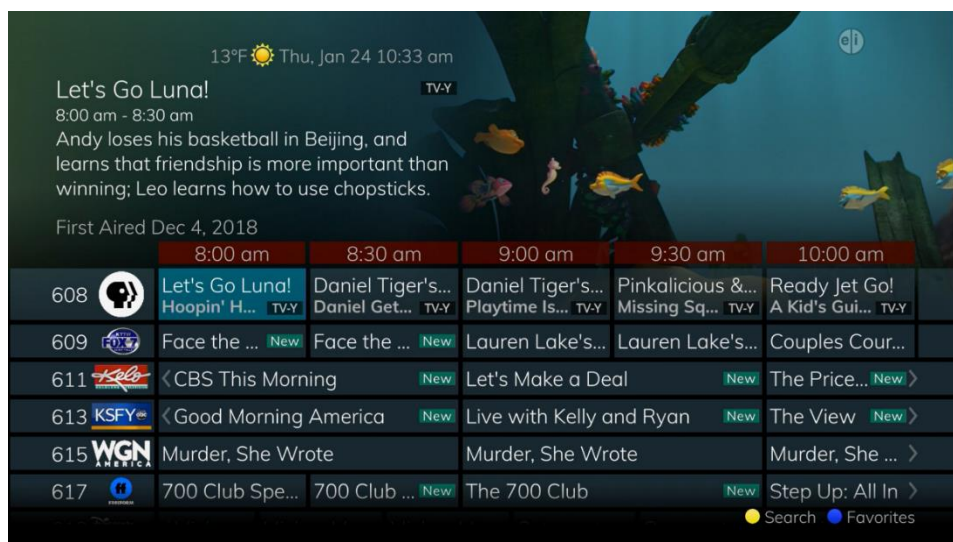 13°F Thu, Jan 24 10:33 am
Let's Go Luna! TV-Y
8:00 am - 8:30 am
Andy loses his basketball in Beijing, and
learns that friendship is more important than
winning; Leo learns how to use chopsticks.
First Aired Dec 4, 2018
8:00 am 8:30 am 9:00 am 9:30 am 10:00 am
608 Let's Go Luna! Daniel Tiger's... Daniel Tiger's... Pinkalicious &... Ready Jet Go!
Hoopin' H... TV-Y Daniel Get... TV-Y Playtime Is... TV-Y Missing Sq... TV-Y A Kid's Gui... TV-Y
609 FOX 7 Face the ... New Face the ... New Lauren Lake's... Lauren Lake's... Couples Cour...
611 Kelo < CBS This Morning New Let's Make a Deal New The Price... New >
613 KSFY abc < Good Morning America New Live with Kelly and Ryan New The View New >
615 WGN AMERICA Murder, She Wrote Murder, She Wrote Murder, She ... >
617 700 Club Spe... 700 Club ... New The 700 Club New Step Up: All In >
Search Favorites